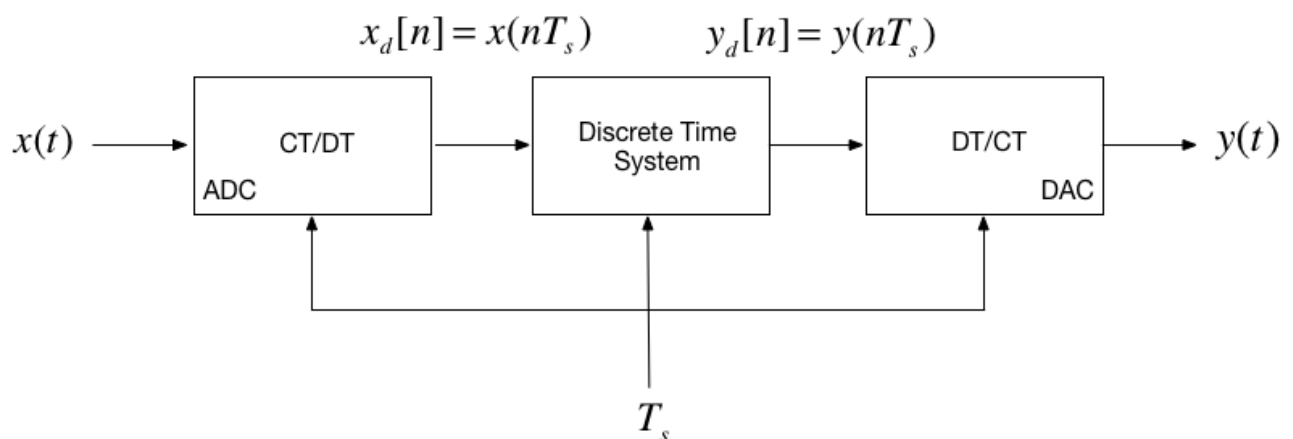 x_d[n] = x(nT_s)
y_d[n] = y(nT_s)
x(t)
CT/DT
ADC
Discrete Time
System
DT/CT
DAC
y(t)
T_s